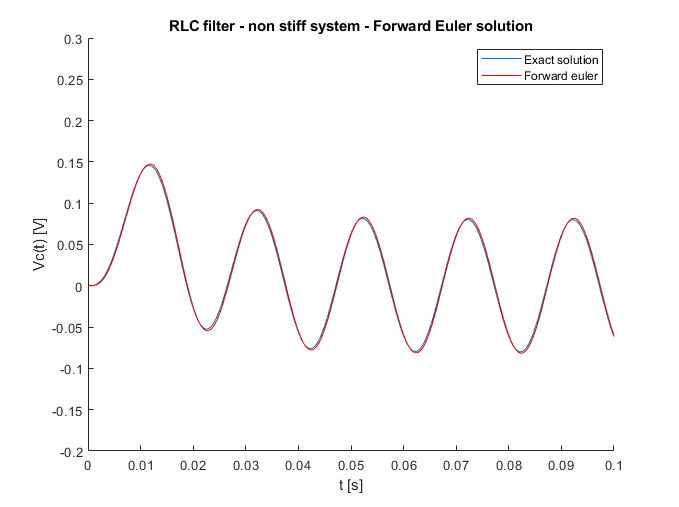 RLC filter - non stiff system - Forward Euler solution
Exact solution
Forward euler
Vc(t) [V]
0.3
0.25
0.2
0.15
0.1
0.05
0
-0.05
-0.1
-0.15
-0.2
0 0.01 0.02 0.03 0.04 0.05 0.06 0.07 0.08 0.09 0.1
t [s]